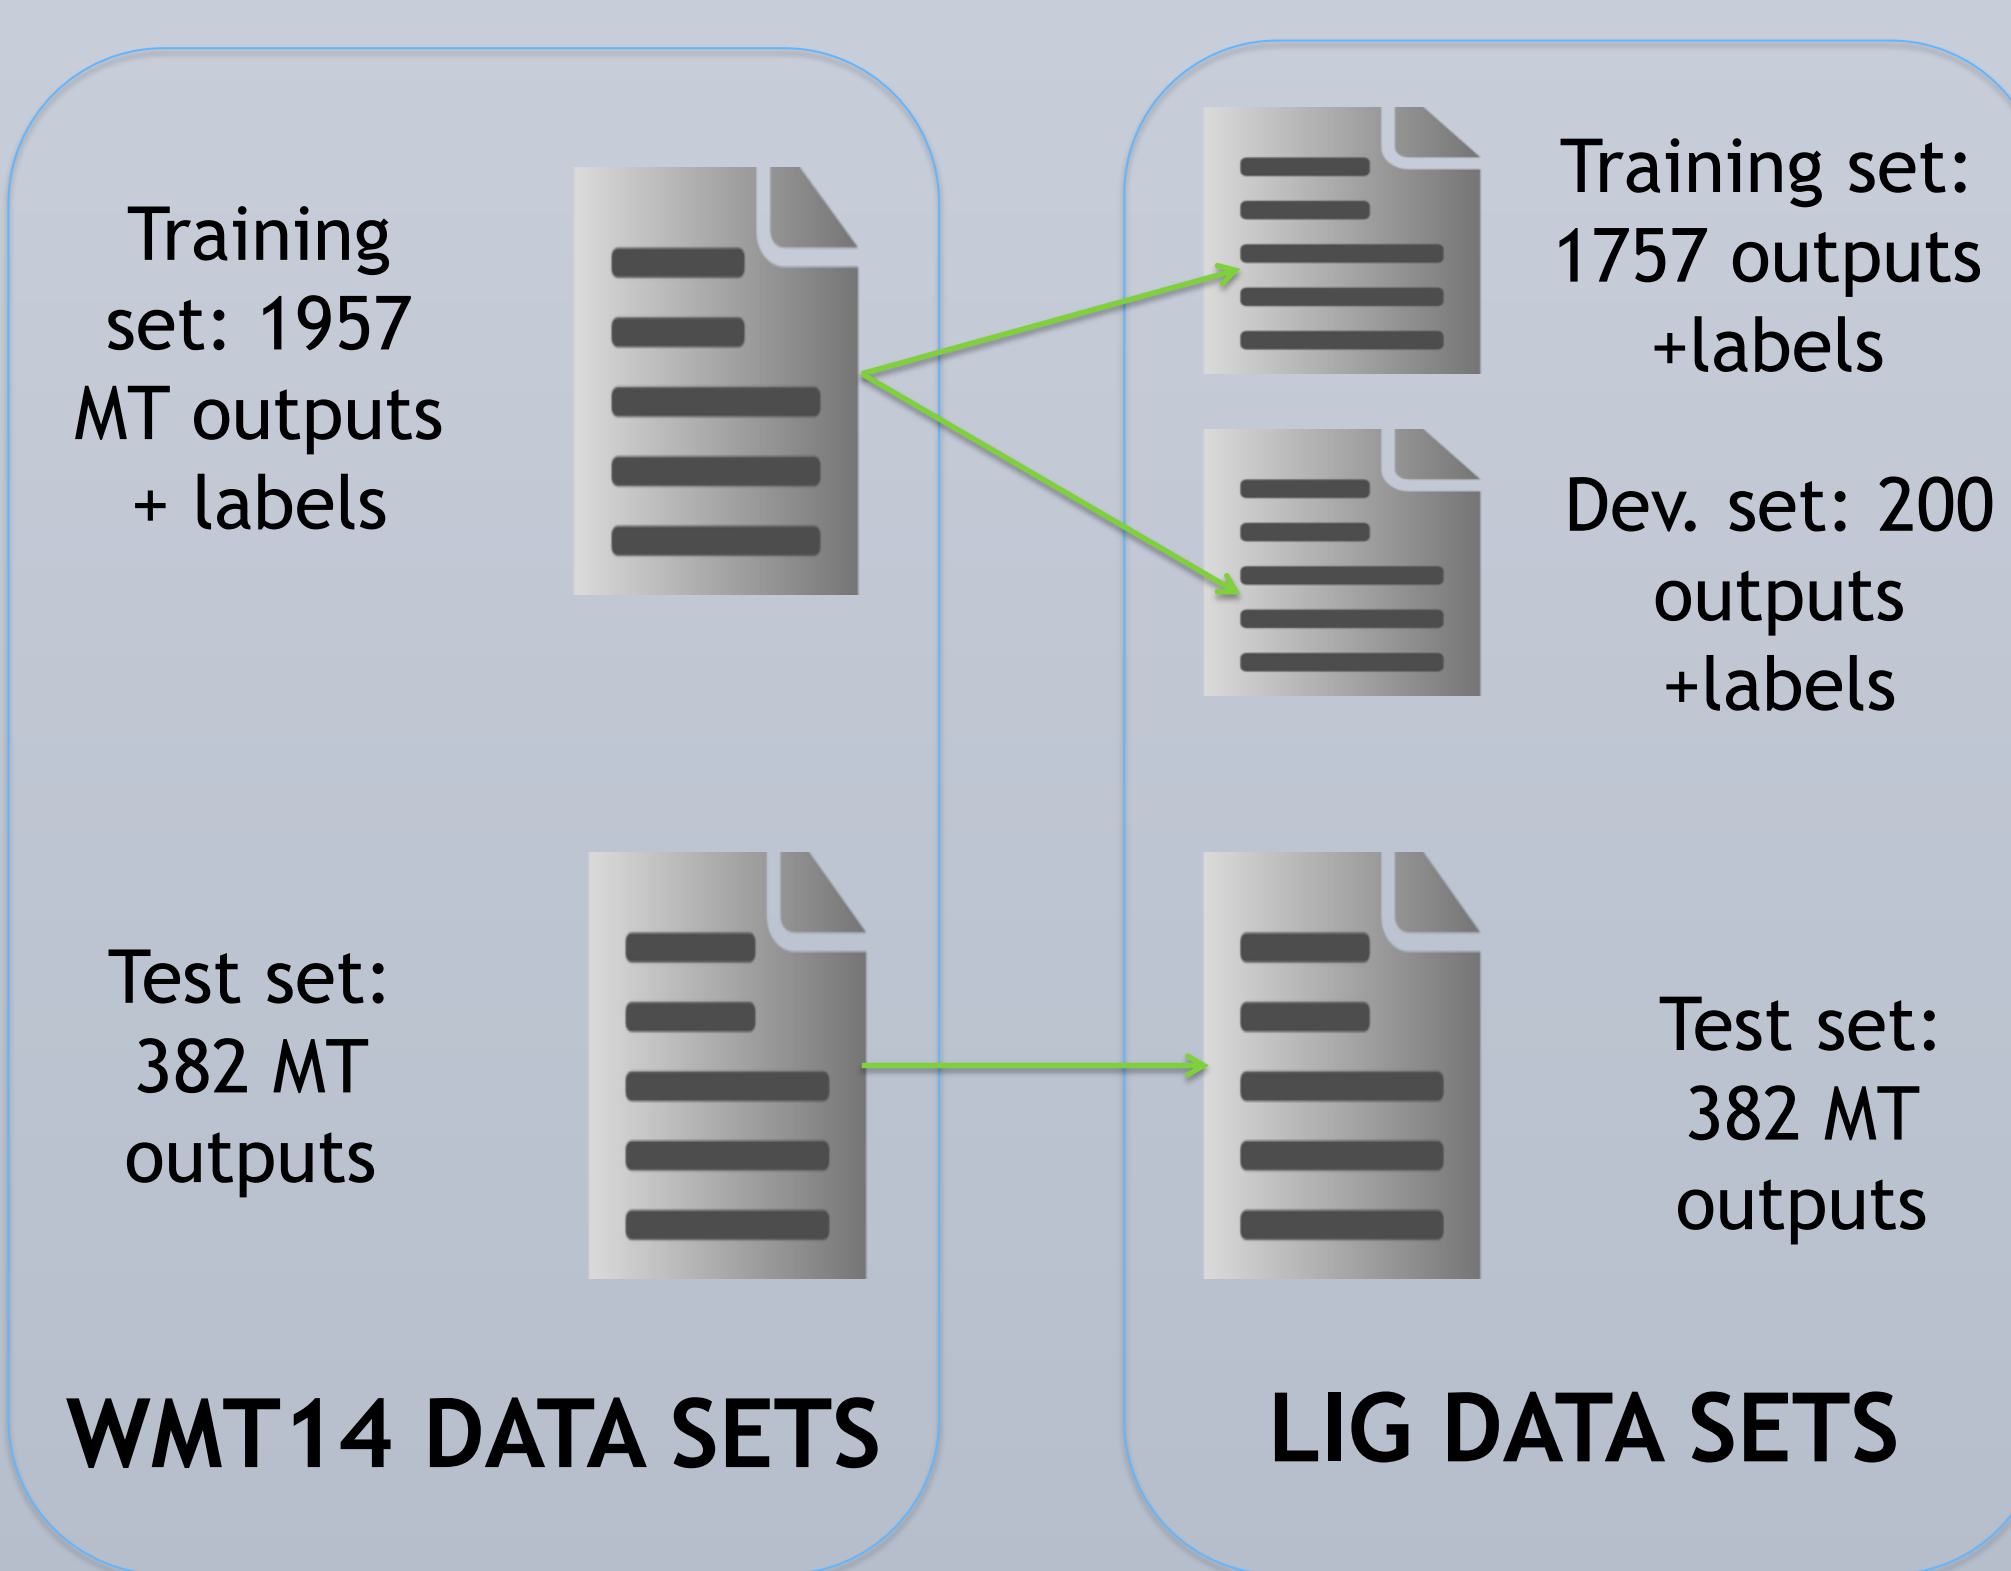 Training
set: 1957
MT outputs
+ labels
Test set:
382 MT
outputs
WMT14 DATA SETS
Training set:
1757 outputs
+labels
Dev. set: 200
outputs
+labels
Test set:
382 MT
outputs
LIG DATA SETS